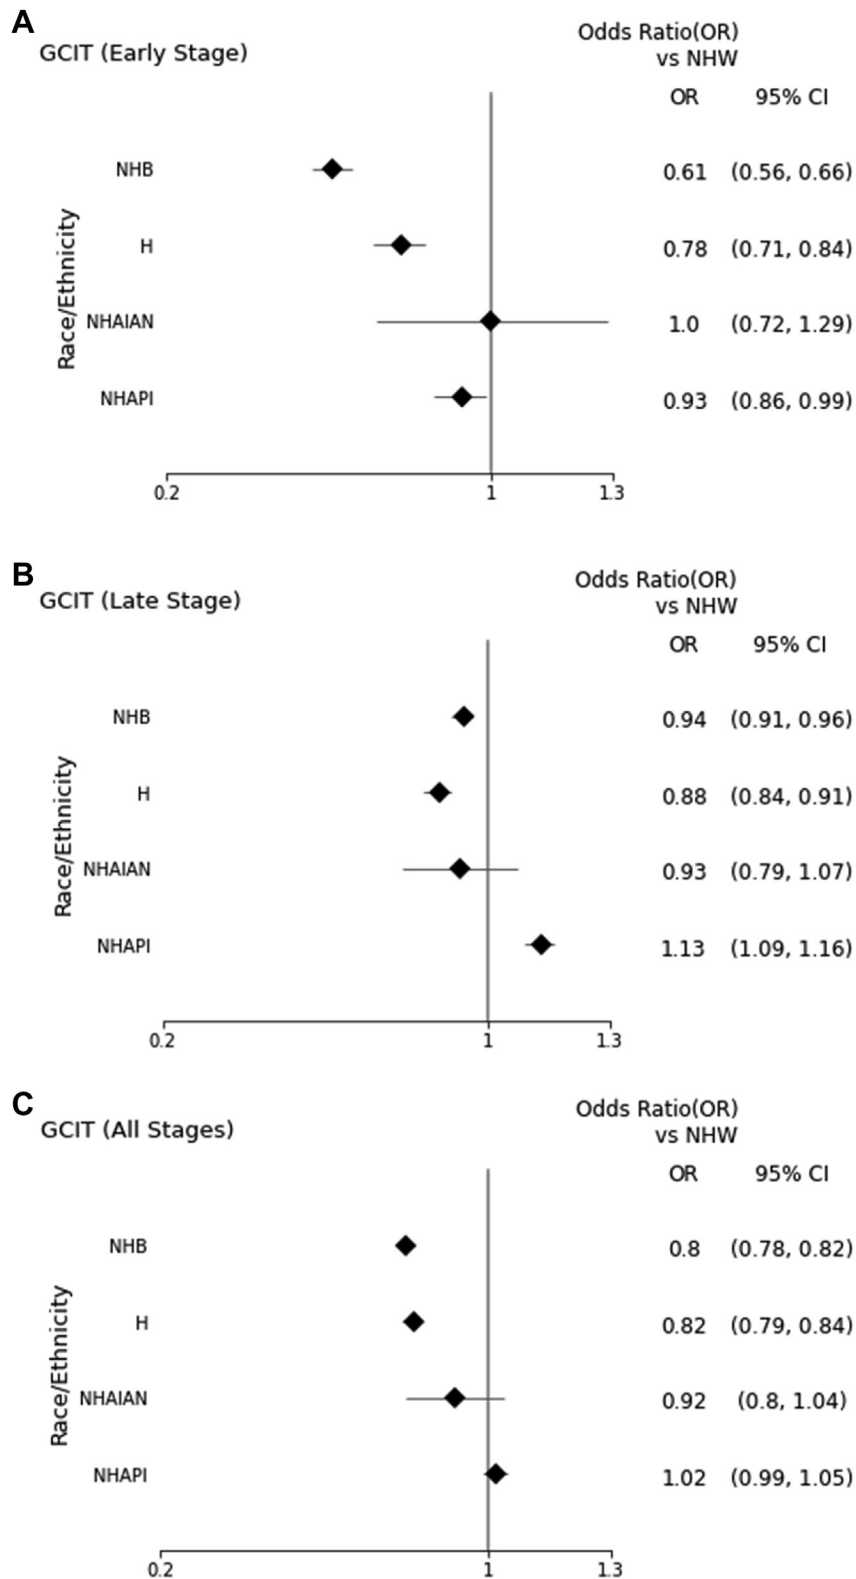 A
GCIT (Early Stage)
Odds Ratio(OR)
vs NHW
OR 95% CI
NHB 0.61 (0.56, 0.66)
H 0.78 (0.71, 0.84)
NHAIAN 1.0 (0.72, 1.29)
NHAPI 0.93 (0.86, 0.99)
Race/Ethnicity
0.2 1 1.3
B
GCIT (Late Stage)
Odds Ratio(OR)
vs NHW
OR 95% CI
NHB 0.94 (0.91, 0.96)
H 0.88 (0.84, 0.91)
NHAIAN 0.93 (0.79, 1.07)
NHAPI 1.13 (1.09, 1.16)
Race/Ethnicity
0.2 1 1.3
C
GCIT (All Stages)
Odds Ratio(OR)
vs NHW
OR 95% CI
NHB 0.8 (0.78, 0.82)
H 0.82 (0.79, 0.84)
NHAIAN 0.92 (0.8, 1.04)
NHAPI 1.02 (0.99, 1.05)
Race/Ethnicity
0.2 1 1.3